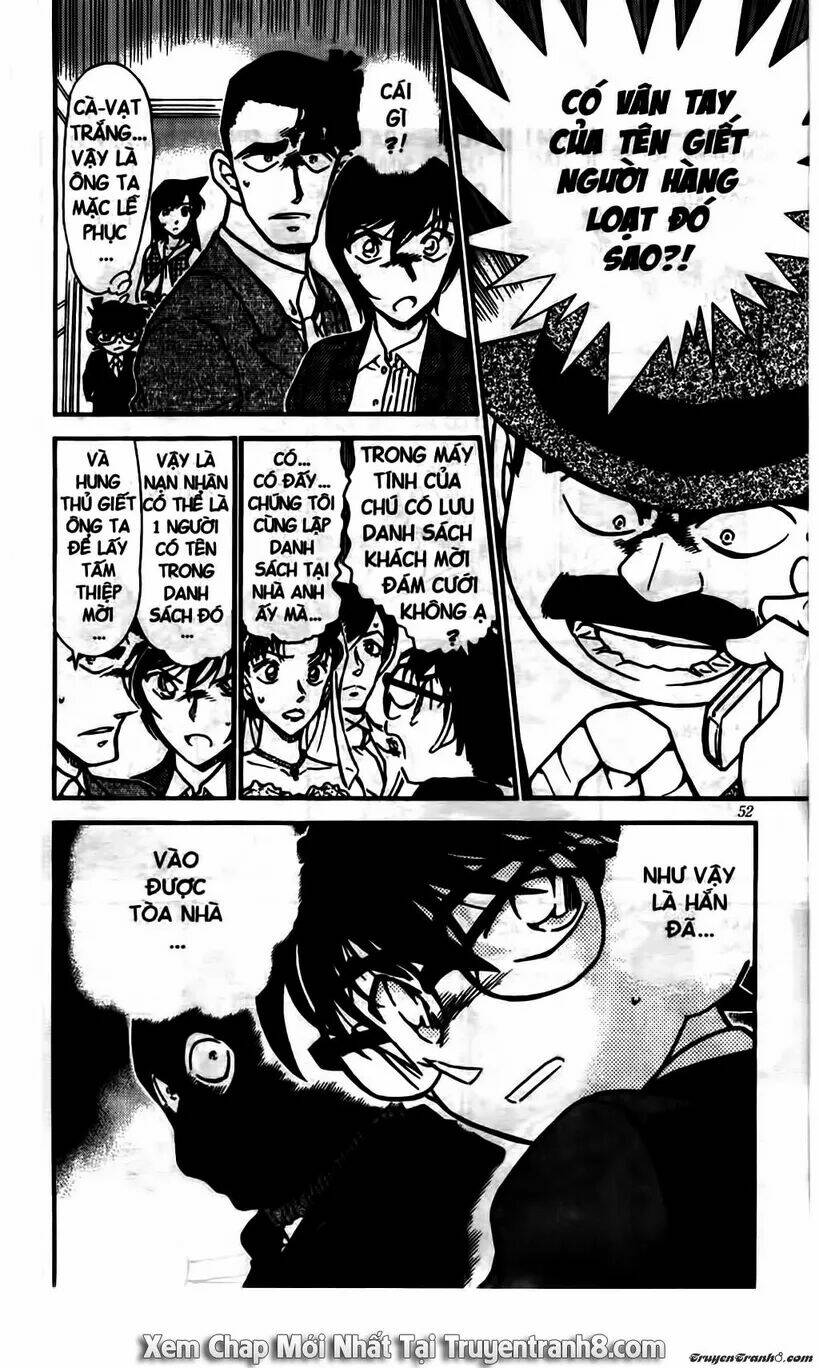 CÓ VÂN TAY
CỦA TÊN GIẾT
NGƯỜI HÀNG
LOẠT ĐÓ
SAO?!
CÁI
GÌ
?!
CÀ-VẠT
TRẮNG...
VẬY LÀ
ÔNG TA
MẶC LỄ
PHỤC
...
TRONG MÁY
TÍNH CỦA
CHÚ CÓ LƯU
DANH SÁCH
KHÁCH MỜI
ĐÁM CƯỚI
KHÔNG Ạ
?
CÓ...
CÓ ĐẤY...
CHÚNG TÔI
CÙNG LẬP
DANH
SÁCH TẠI
NHÀ ANH
ẤY MÀ...
VẬY LÀ
NẠN NHÂN
CÓ THỂ LÀ
1 NGƯỜI
CÓ TÊN
TRONG
DANH
SÁCH ĐÓ
...
VÀ
HUNG
THỦ GIẾT
ÔNG TA
ĐỂ LẤY
TẤM
THIỆP
MỜI
...
52
NHƯ VẬY
LÀ HẮN
ĐÃ...
VÀO
ĐƯỢC
TÒA NHÀ
...
Xem Chap Mới Nhất Tại Truyentranh8.com
TruyenTranh8.com